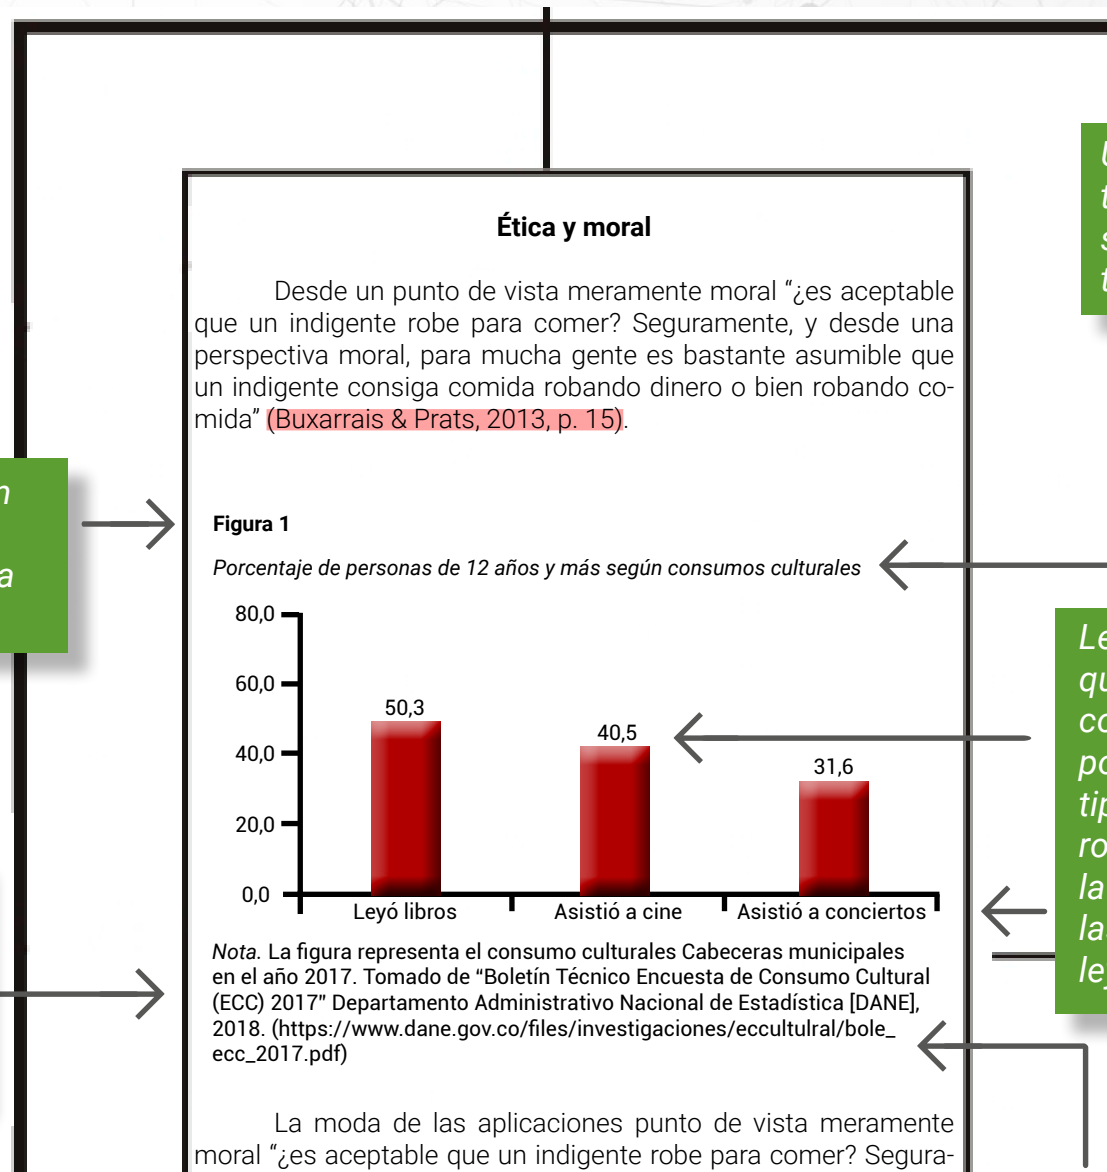 Ética y moral
Desde un punto de vista meramente moral “¿es aceptable
que un indigente robe para comer? Seguramente, y desde una
perspectiva moral, para mucha gente es bastante asumible que
un indigente consiga comida robando dinero o bien robando co-
mida” (Buxarrais & Prats, 2013, p. 15).
Figura 1
Porcentaje de personas de 12 años y más según consumos culturales
80,0
60,0
40,0
20,0
0,0
50,3
40,5
31,6
Leyó libros
Asistió a cine
Asistió a conciertos
Nota. La figura representa el consumo culturales Cabeceras municipales
en el año 2017. Tomado de “Boletín Técnico Encuesta de Consumo Cultural
(ECC) 2017” Departamento Administrativo Nacional de Estadística [DANE],
2018. (https://www.dane.gov.co/files/investigaciones/eccultulral/bole_
ecc_2017.pdf)
La moda de las aplicaciones punto de vista meramente
moral “¿es aceptable que un indigente robe para comer? Segura-